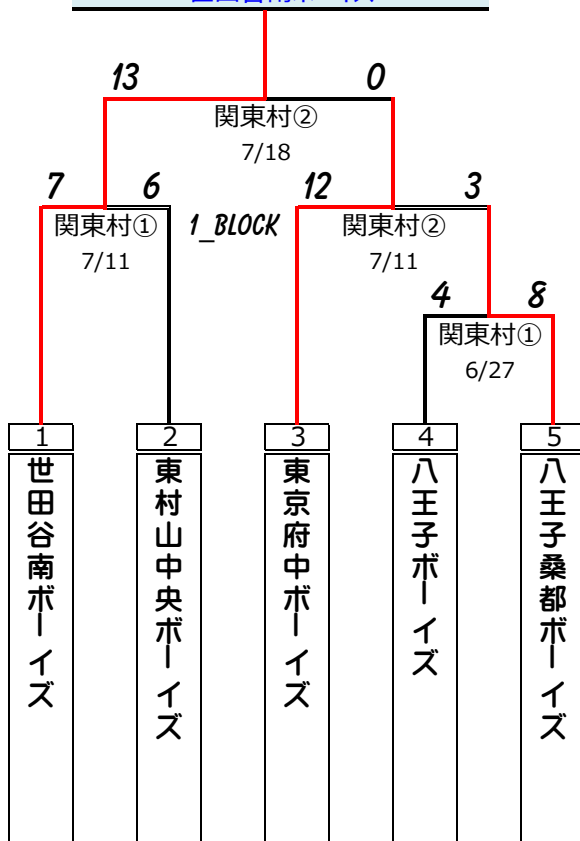 13 0
関東村②
7/18
7 6 12 3
関東村① 1_BLOCK 関東村②
7/11 7/11
4 8
関東村①
6/27
1 2 3 4 5
世田谷南ボーイズ
東村山中央ボーイズ
東京府中ボーイズ
八王子ボーイズ
八王子桑都ボーイズ